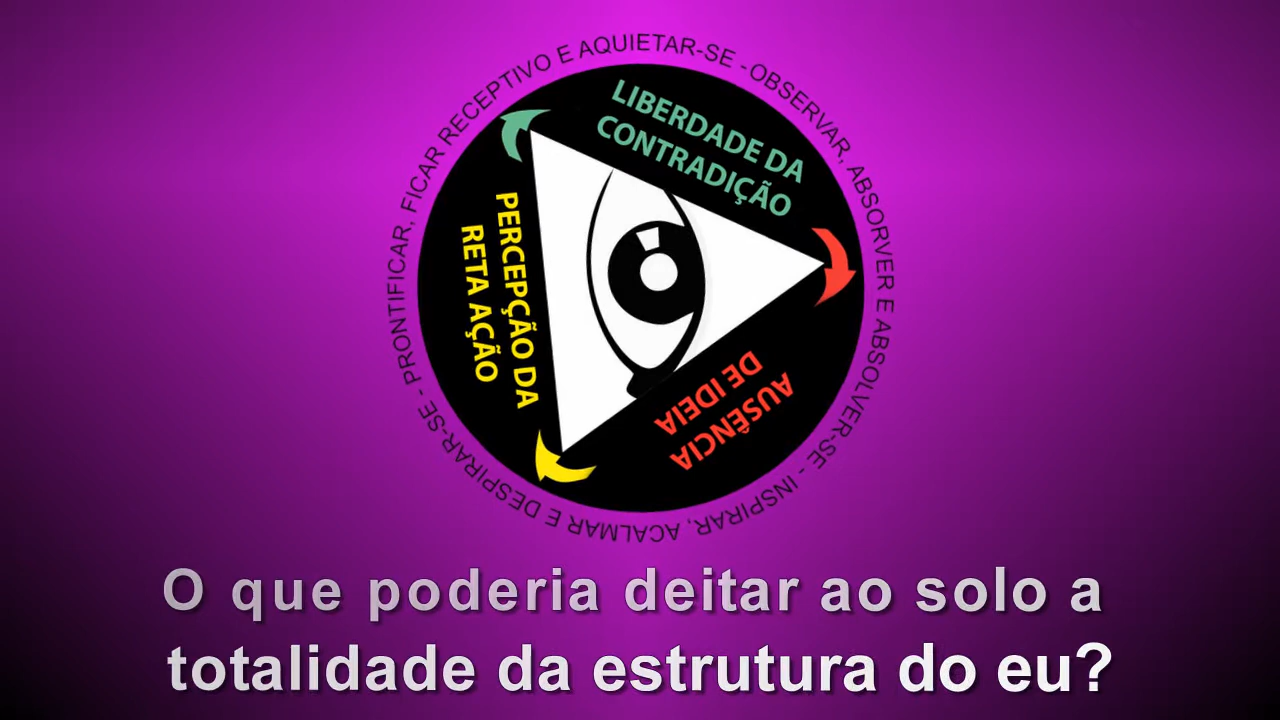 PRONTIFICAR, FICAR RECEPTIVO E AQUIETAR-SE - OBSERVAR, ABSORVER E ABSOLVER-SE - INSPIRAR, ACALMAR E DESPIRAR-SE -
LIBERDADE DA
CONTRADIÇÃO
PERCEPÇÃO DA
RETA AÇÃO
AUSÊNCIA
DE IDEIA
O que poderia deitar ao solo a
totalidade da estrutura do eu?